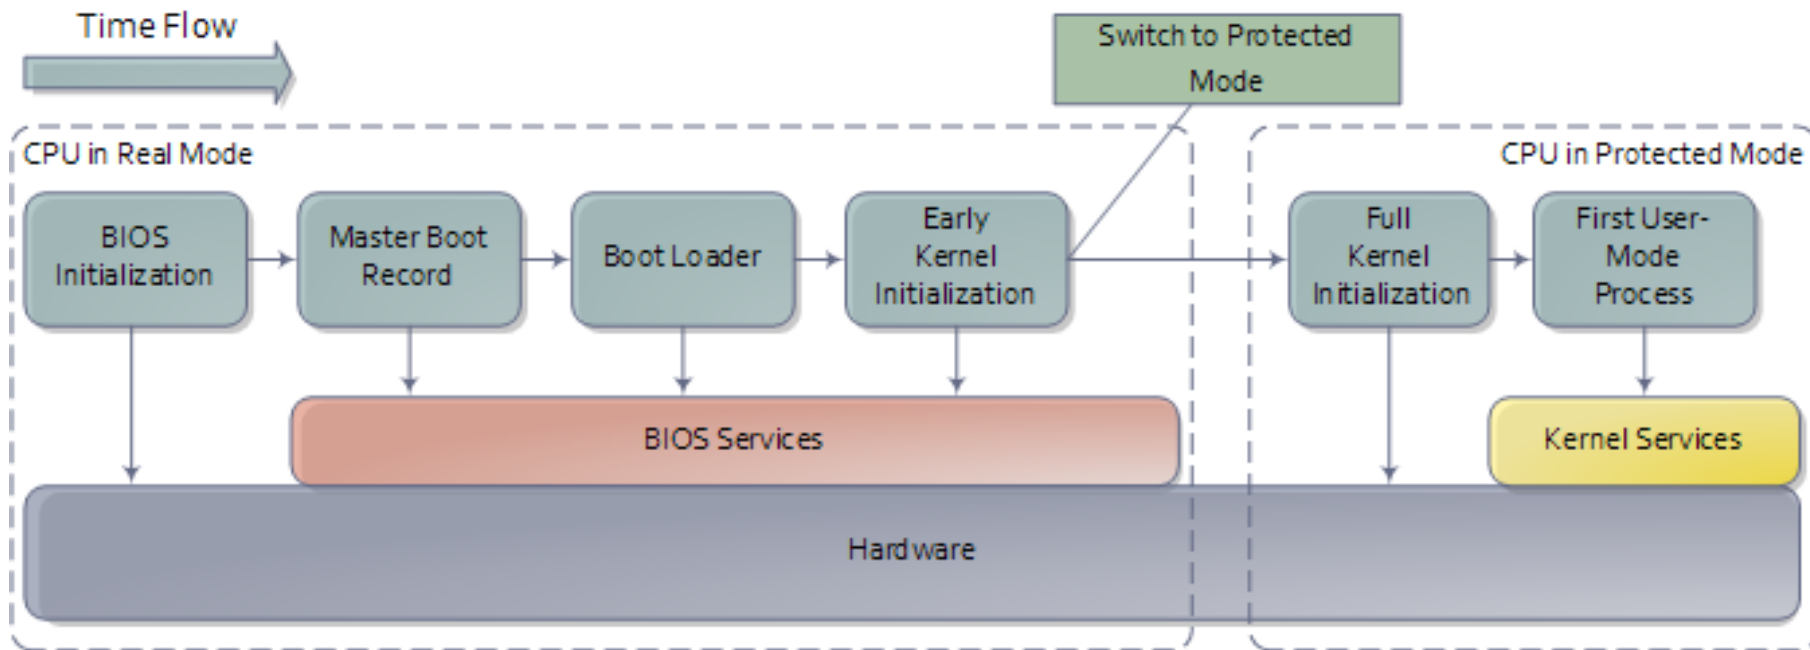 Time Flow
Switch to Protected
Mode
CPU in Real Mode
CPU in Protected Mode
BIOS
Initialization
Master Boot
Record
Boot Loader
Early
Kernel
Initialization
Full
Kernel
Initialization
First User-
Mode
Process
BIOS Services
Kernel Services
Hardware